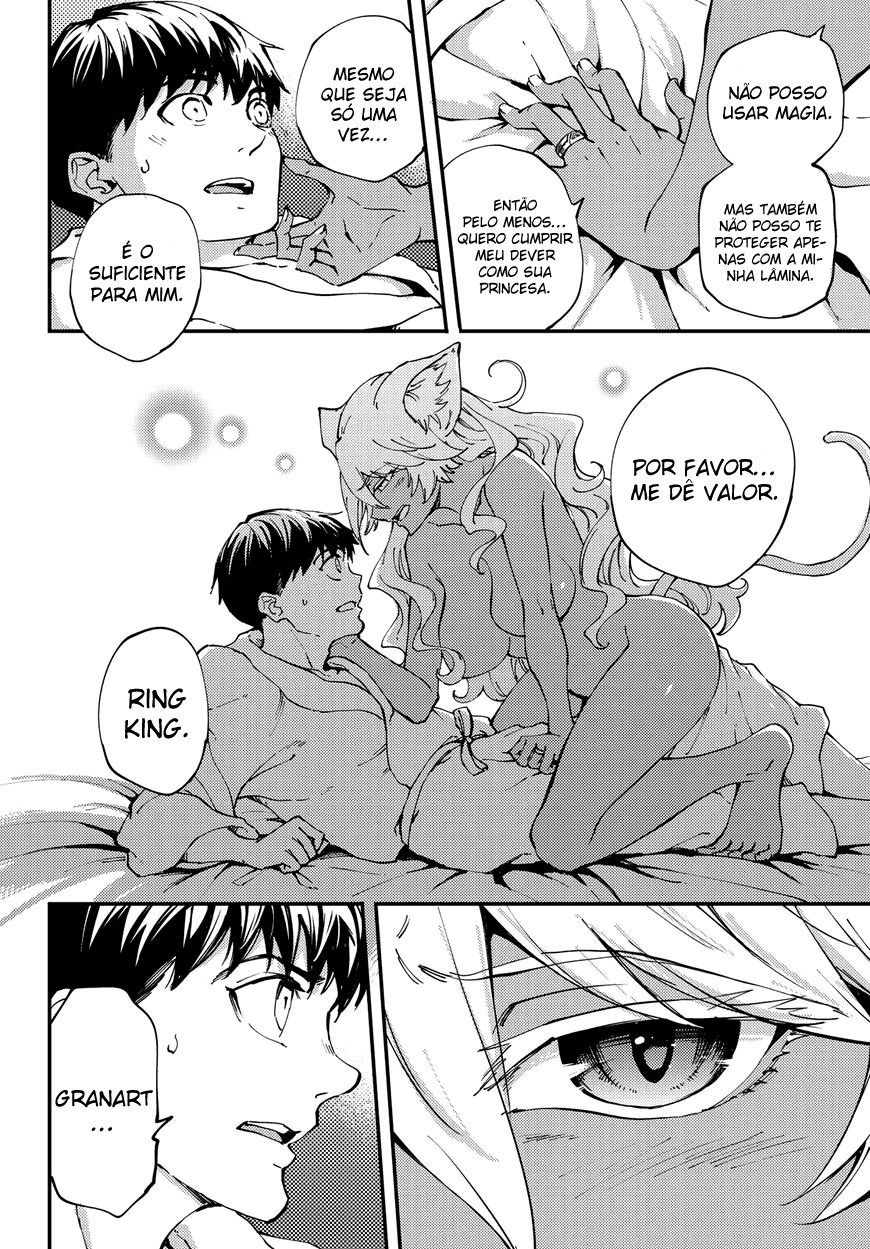 NÃO POSSO
USAR MAGIA.
MAS TAMBÉM
NÃO POSSO TE
PROTEGER APE-
NAS COM A MI-
NHA LÂMINA.
ENTÃO
PELO MENOS...
QUERO CUMPRIR
MEU DEVER
COMO SUA
PRINCESA.
MESMO
QUE SEJA
SÓ UMA
VEZ...
É O
SUFICIENTE
PARA MIM.
POR FAVOR...
ME DÊ VALOR.
RING
KING.
GRANART
...